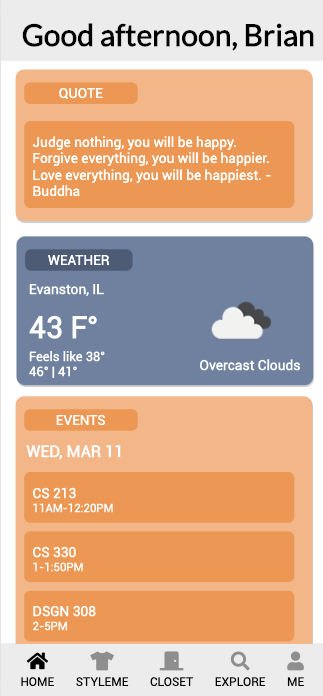 Good afternoon, Brian
QUOTE
Judge nothing, you will be happy.
Forgive everything, you will be happier.
Love everything, you will be happiest. -
Buddha
WEATHER
Evanston, IL
43 F°
Feels like 38°
46° | 41°
Overcast Clouds
EVENTS
WED, MAR 11
CS 213
11AM-12:20PM
CS 330
1-1:50PM
DSGN 308
2-5PM
HOME STYLEME CLOSET EXPLORE ME